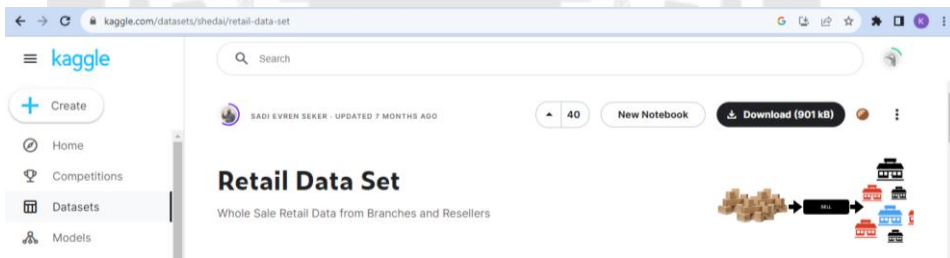 kaggle.com/datasets/shedai/retail-data-set
G
K
kaggle
Search
Create
SADI EVREN SEKER · UPDATED 7 MONTHS AGO
40
New Notebook
Download (901 kB)
Home
Competitions
Retail Data Set
Datasets
Whole Sale Retail Data from Branches and Resellers
SELL
Models